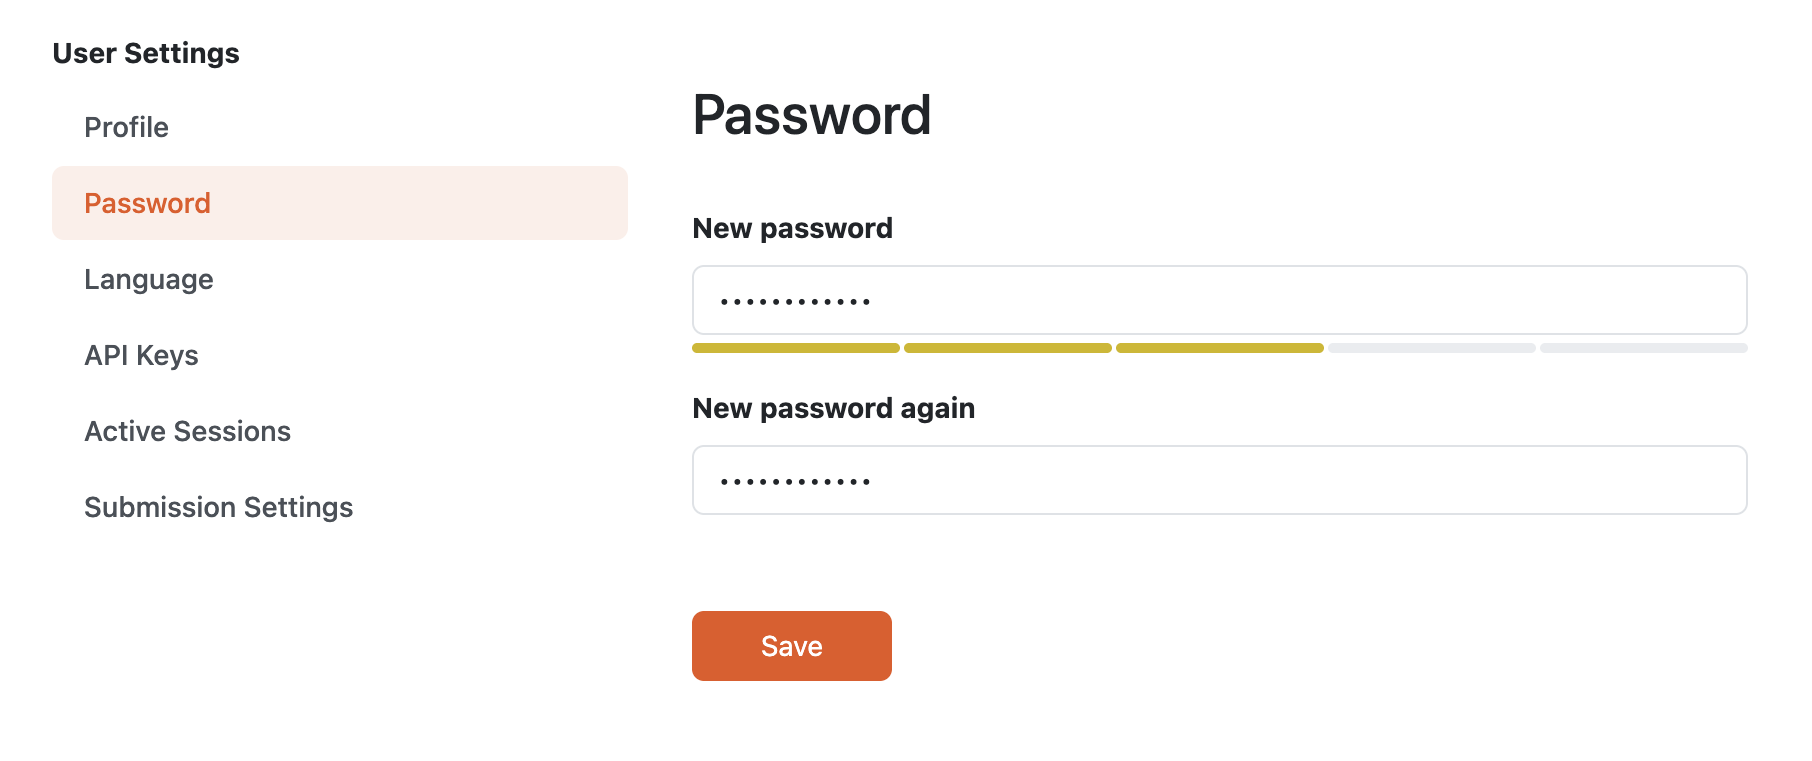 User Settings
Profile
Password
Language
API Keys
Active Sessions
Submission Settings
Password
New password
••••••••••••
New password again
••••••••••••
Save